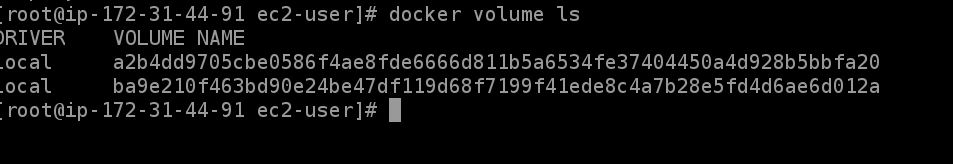 [root@ip-172-31-44-91 ec2-user]# docker volume ls
DRIVER    VOLUME NAME
local     a2b4dd9705cbe0586f4ae8fde6666d811b5a6534fe37404450a4d928b5bbfa20
local     ba9e210f463bd90e24be47df119d68f7199f41ede8c4a7b28e5fd4d6ae6d012a
[root@ip-172-31-44-91 ec2-user]#